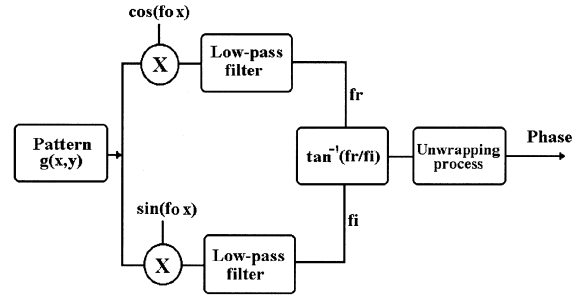 cos(fo x)
X
Low-pass
filter
fr
Pattern
g(x,y)
tan⁻¹(fr/fi)
Unwrapping
process
Phase
sin(fo x)
fi
X
Low-pass
filter